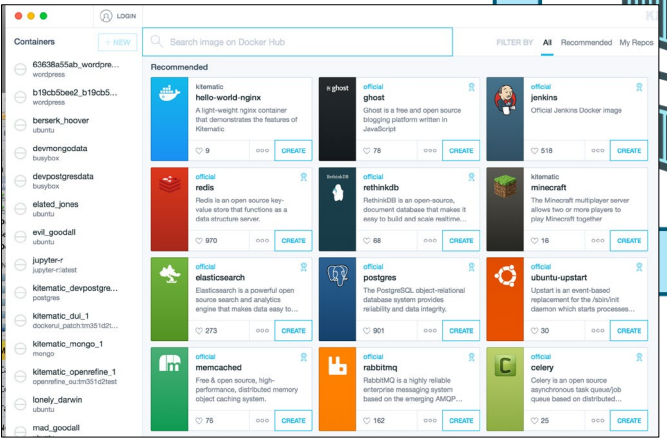 LOGIN
Containers
+ NEW
Search image on Docker Hub
FILTER BY All Recommended My Repos
63638a55ab_wordpre...
wordpress
b19cb5bee2_b19cb5...
wordpress
berserk_hoover
ubuntu
devmongodata
busybox
devpostgresdata
busybox
elated_jones
ubuntu
evil_goodall
ubuntu
jupyter-r
jupyter-r:latest
kitematic_devpostgre...
postgres
kitematic_dui_1
dockerui_patch:tm351d2t...
kitematic_mongo_1
mongo
kitematic_openrefine_1
openrefine_ou:tm351d2test
lonely_darwin
ubuntu
mad_goodall
Recommended
kitematic
hello-world-nginx
A light-weight nginx container
that demonstrates the features of
Kitematic
9
CREATE
ghost
official
ghost
Ghost is a free and open source
blogging platform written in
JavaScript
78
CREATE
official
jenkins
Official Jenkins Docker image
518
CREATE
official
redis
Redis is an open source key-
value store that functions as a
data structure server.
970
CREATE
RethinkDB
official
rethinkdb
RethinkDB is an open-source,
document database that makes it
easy to build and scale realtime...
68
CREATE
kitematic
minecraft
The Minecraft multiplayer server
allows two or more players to
play Minecraft together
16
CREATE
official
elasticsearch
Elasticsearch is a powerful open
source search and analytics
engine that makes data easy to...
273
CREATE
official
postgres
The PostgreSQL object-relational
database system provides
reliability and data integrity.
901
CREATE
official
ubuntu-upstart
Upstart is an event-based
replacement for the /sbin/init
daemon which starts processes...
30
CREATE
official
memcached
Free & open source, high-
performance, distributed memory
object caching system.
75
CREATE
official
rabbitmq
RabbitMQ is a highly reliable
enterprise messaging system
based on the emerging AMQP...
162
CREATE
C
official
celery
Celery is an open source
asynchronous task queue/job
queue based on distributed...
25
CREATE